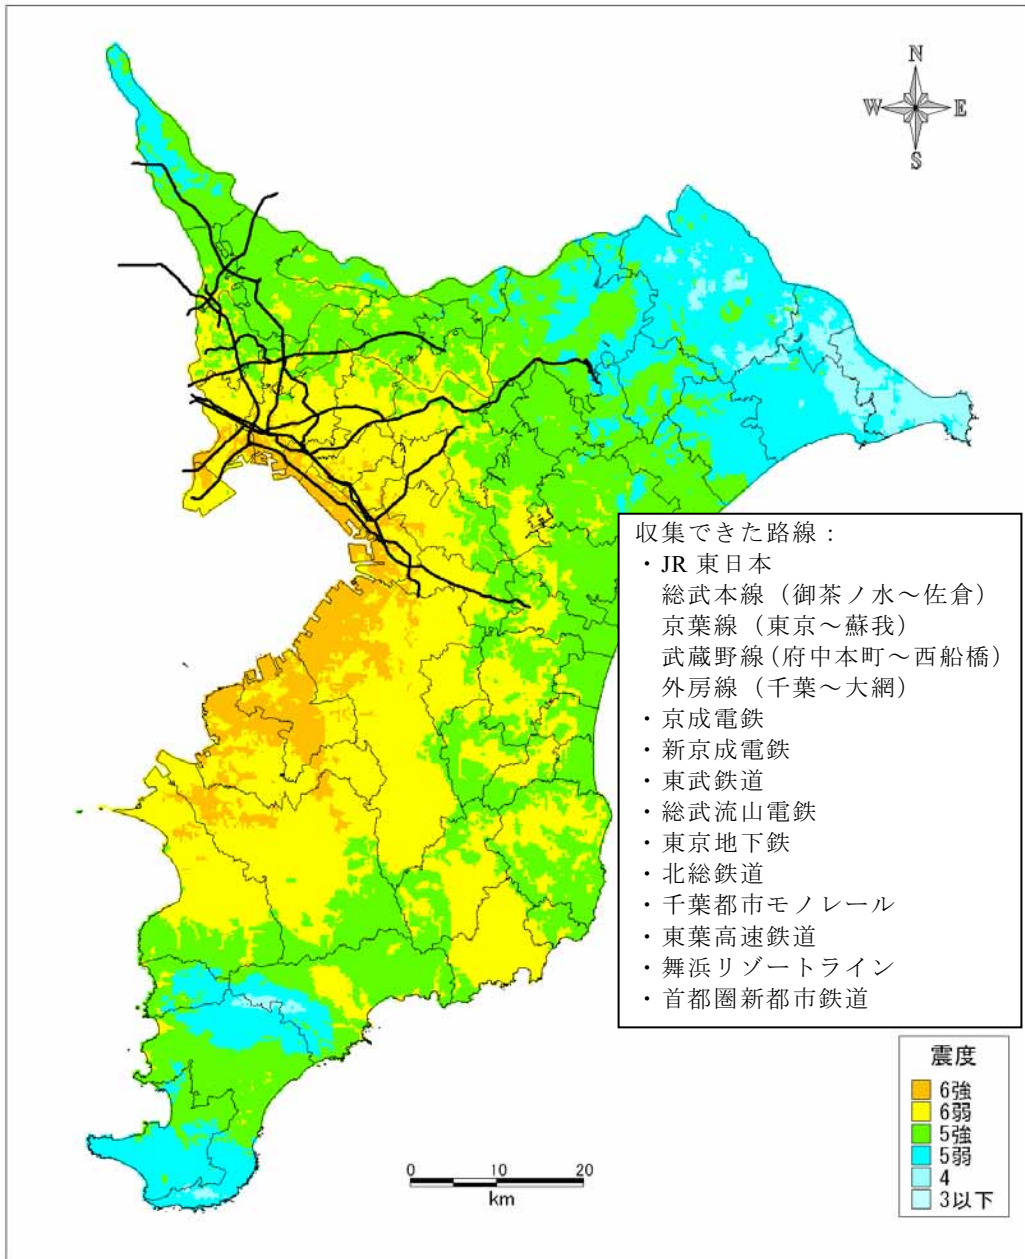 N
W E
S
収集できた路線：
・JR 東日本
総武本線（御茶ノ水～佐倉）
京葉線（東京～蘇我）
武蔵野線（府中本町～西船橋）
外房線（千葉～大網）
・京成電鉄
・新京成電鉄
・東武鉄道
・総武流山電鉄
・東京地下鉄
・北総鉄道
・千葉都市モノレール
・東葉高速鉄道
・舞浜リゾートライン
・首都圏新都市鉄道
震度
6強
6弱
5強
5弱
4
3以下
0 10 20
km